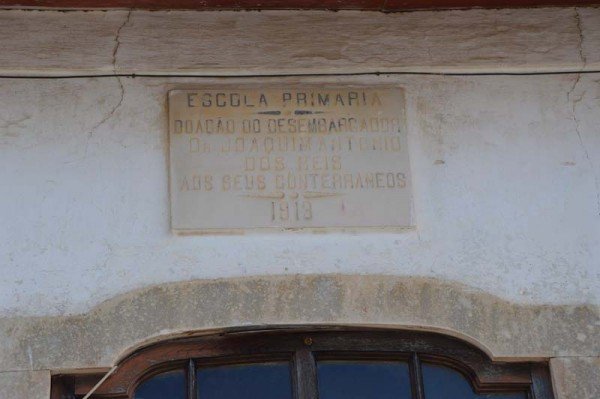 ESCOLA PRIMARIA
DOAÇÃO DO DESEMBARGADOR
DR. JOAQUIM ANTONIO
DOS REIS
AOS SEUS CONTERRANEOS
1913